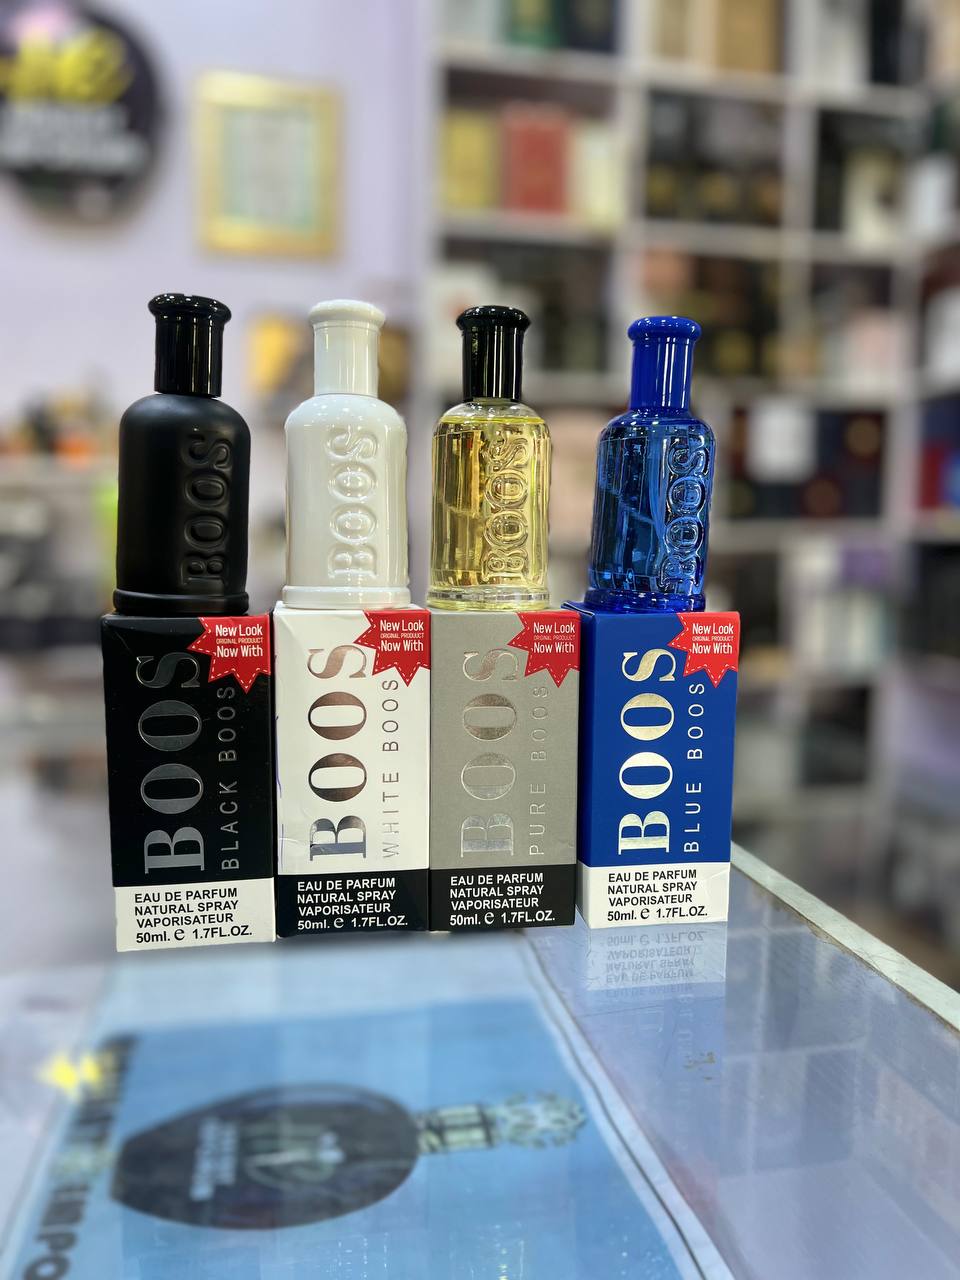 BOOS
BOOS
BOOS
BOOS
New Look
ORIGINAL PRODUCT
Now With
BOOS
BLACK BOOS
EAU DE PARFUM
NATURAL SPRAY
VAPORISATEUR
50ml. e 1.7FL.OZ.
New Look
ORIGINAL PRODUCT
Now With
BOOS
WHITE BOOS
EAU DE PARFUM
NATURAL SPRAY
VAPORISATEUR
50ml. e 1.7FL.OZ.
New Look
ORIGINAL PRODUCT
Now With
BOOS
PURE BOOS
EAU DE PARFUM
NATURAL SPRAY
VAPORISATEUR
50ml. e 1.7FL.OZ.
New Look
ORIGINAL PRODUCT
Now With
BOOS
BLUE BOOS
EAU DE PARFUM
NATURAL SPRAY
VAPORISATEUR
50ml. e 1.7FL.OZ.